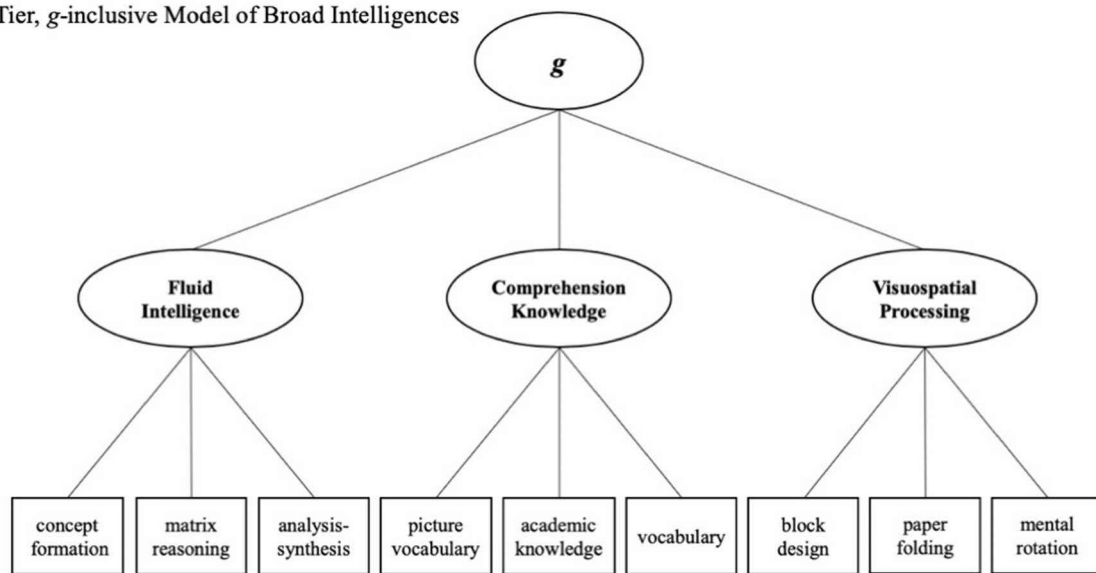 Tier, g-inclusive Model of Broad Intelligences
g
Fluid
Intelligence
Comprehension
Knowledge
Visuospatial
Processing
concept
formation
matrix
reasoning
analysis-
synthesis
picture
vocabulary
academic
knowledge
vocabulary
block
design
paper
folding
mental
rotation